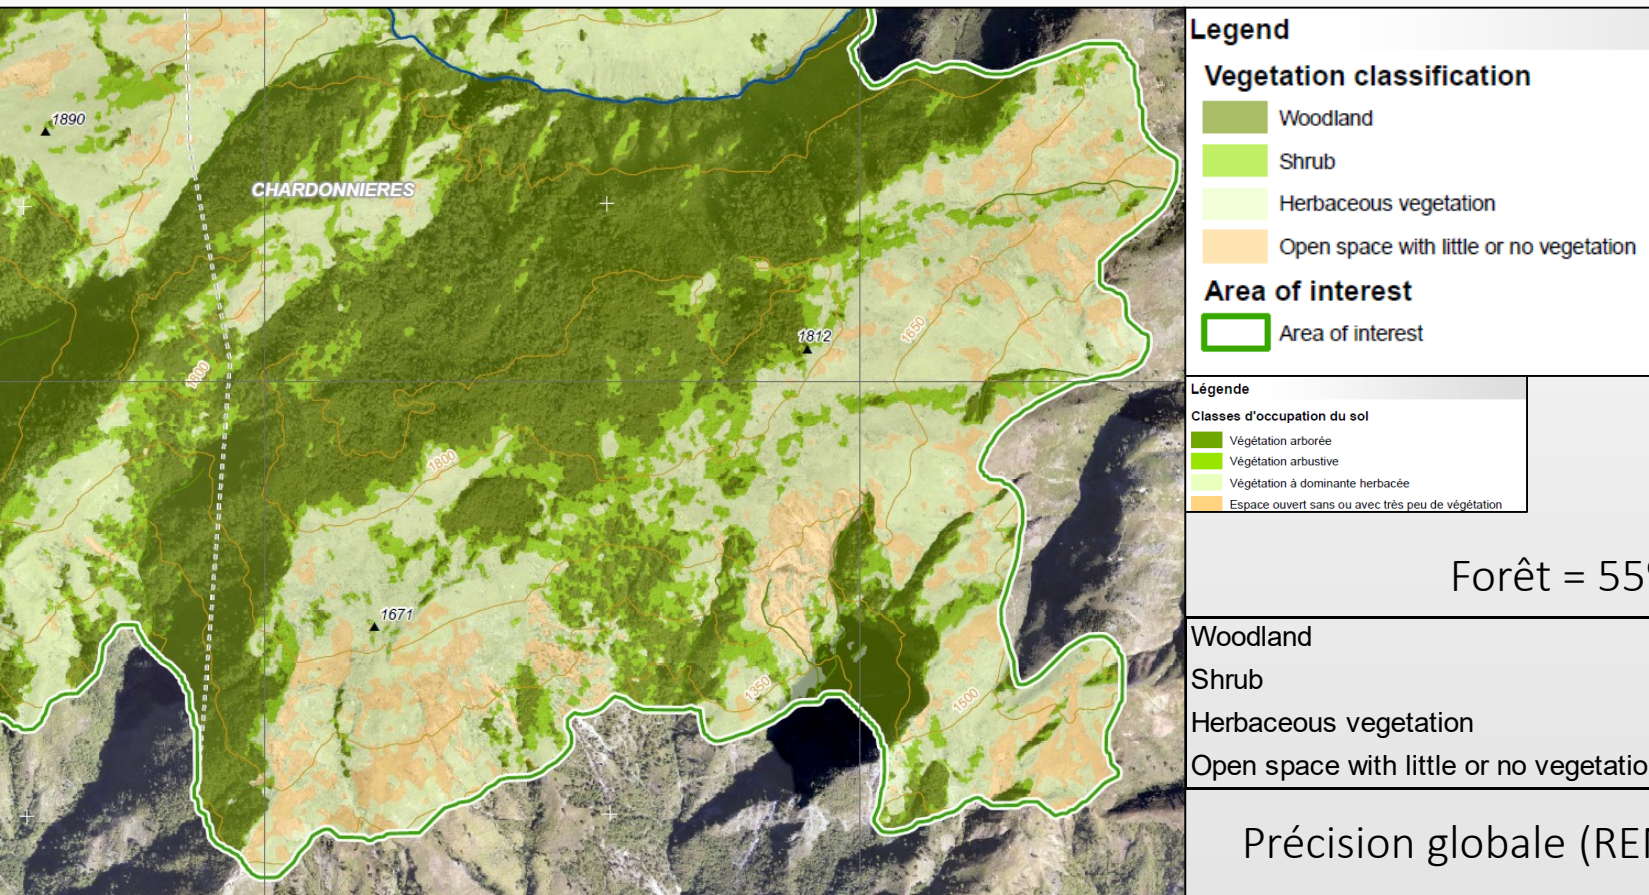 1890
CHARDONNIERES
1812
1650
1800
1800
1671
1350
1500
Legend
Vegetation classification
Woodland
Shrub
Herbaceous vegetation
Open space with little or no vegetation
Area of interest
Area of interest
Légende
Classes d'occupation du sol
Végétation arborée
Végétation arbustive
Végétation à dominante herbacée
Espace ouvert sans ou avec très peu de végétation
Forêt = 55
Woodland
Shrub
Herbaceous vegetation
Open space with little or no vegetatio
Précision globale (RE